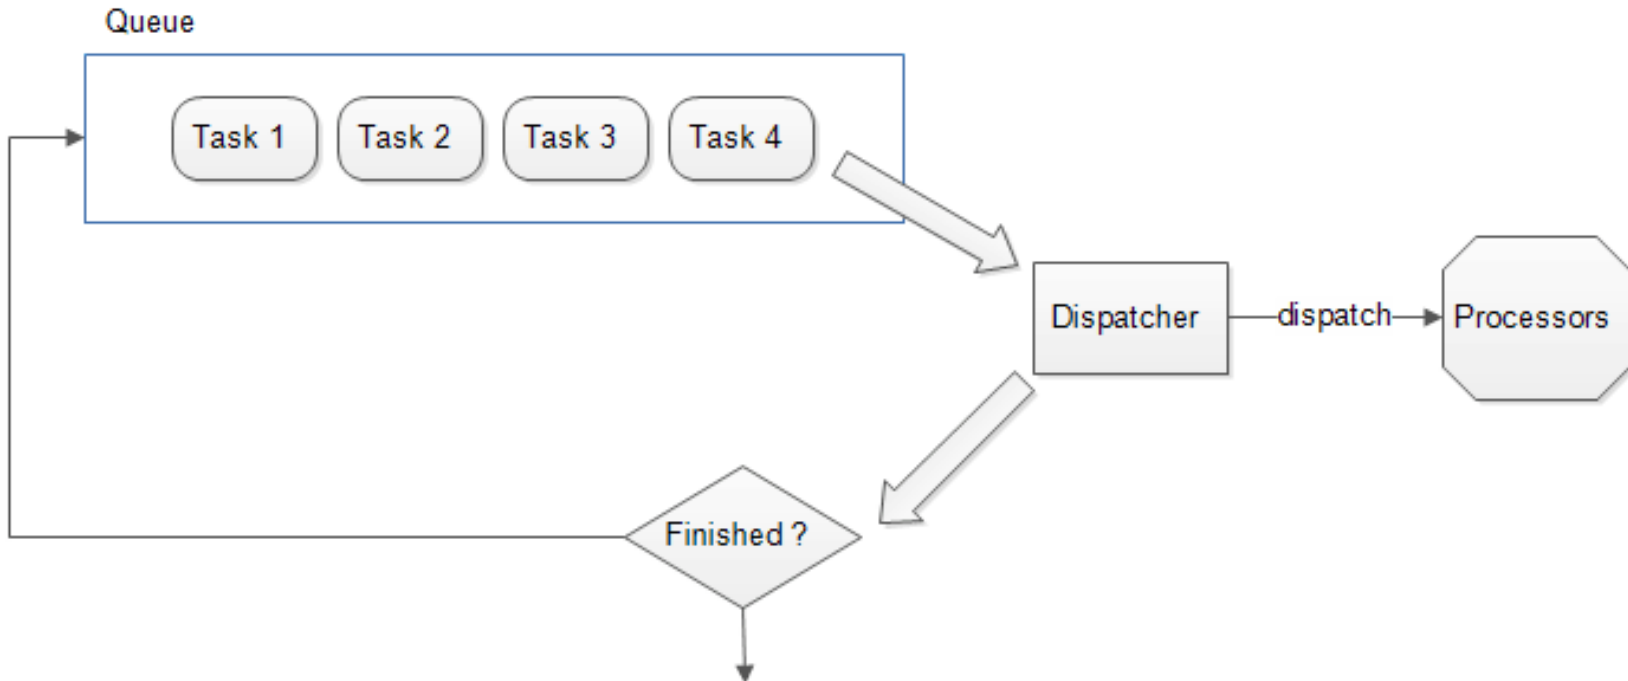 Queue
Task 1
Task 2
Task 3
Task 4
Dispatcher
dispatch
Processors
Finished ?